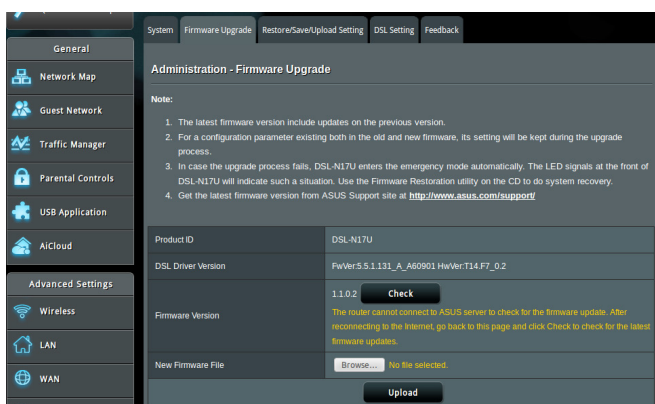 System
Firmware Upgrade
Restore/Save/Upload Setting
DSL Setting
Feedback
General
Network Map
Guest Network
Traffic Manager
Parental Controls
USB Application
AiCloud
Advanced Settings
Wireless
LAN
WAN
Administration - Firmware Upgrade
Note:
1. The latest firmware version include updates on the previous version.
2. For a configuration parameter existing both in the old and new firmware, its setting will be kept during the upgrade
process.
3. In case the upgrade process fails, DSL-N17U enters the emergency mode automatically. The LED signals at the front of
DSL-N17U will indicate such a situation. Use the Firmware Restoration utility on the CD to do system recovery.
4. Get the latest firmware version from ASUS Support site at http://www.asus.com/support/
Product ID
DSL-N17U
DSL Driver Version
FwVer:5.5.1.131_A_A60901 HwVer:T14.F7_0.2
Firmware Version
1.1.0.2 Check
The router cannot connect to ASUS server to check for the firmware update. After
reconnecting to the Internet, go back to this page and click Check to check for the latest
firmware updates.
New Firmware File
Browse... No file selected.
Upload